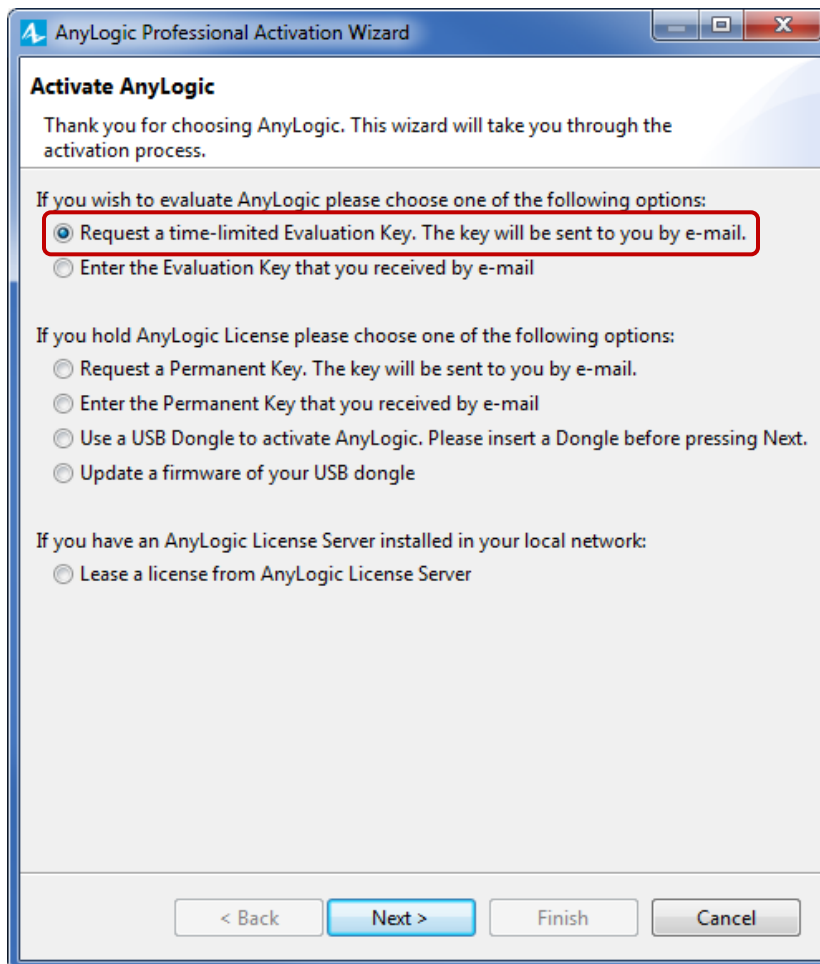 AnyLogic Professional Activation Wizard
Activate AnyLogic
Thank you for choosing AnyLogic. This wizard will take you through the
activation process.
If you wish to evaluate AnyLogic please choose one of the following options:
Request a time-limited Evaluation Key. The key will be sent to you by e-mail.
Enter the Evaluation Key that you received by e-mail
If you hold AnyLogic License please choose one of the following options:
Request a Permanent Key. The key will be sent to you by e-mail.
Enter the Permanent Key that you received by e-mail
Use a USB Dongle to activate AnyLogic. Please insert a Dongle before pressing Next.
Update a firmware of your USB dongle
If you have an AnyLogic License Server installed in your local network:
Lease a license from AnyLogic License Server
< Back Next > Finish Cancel